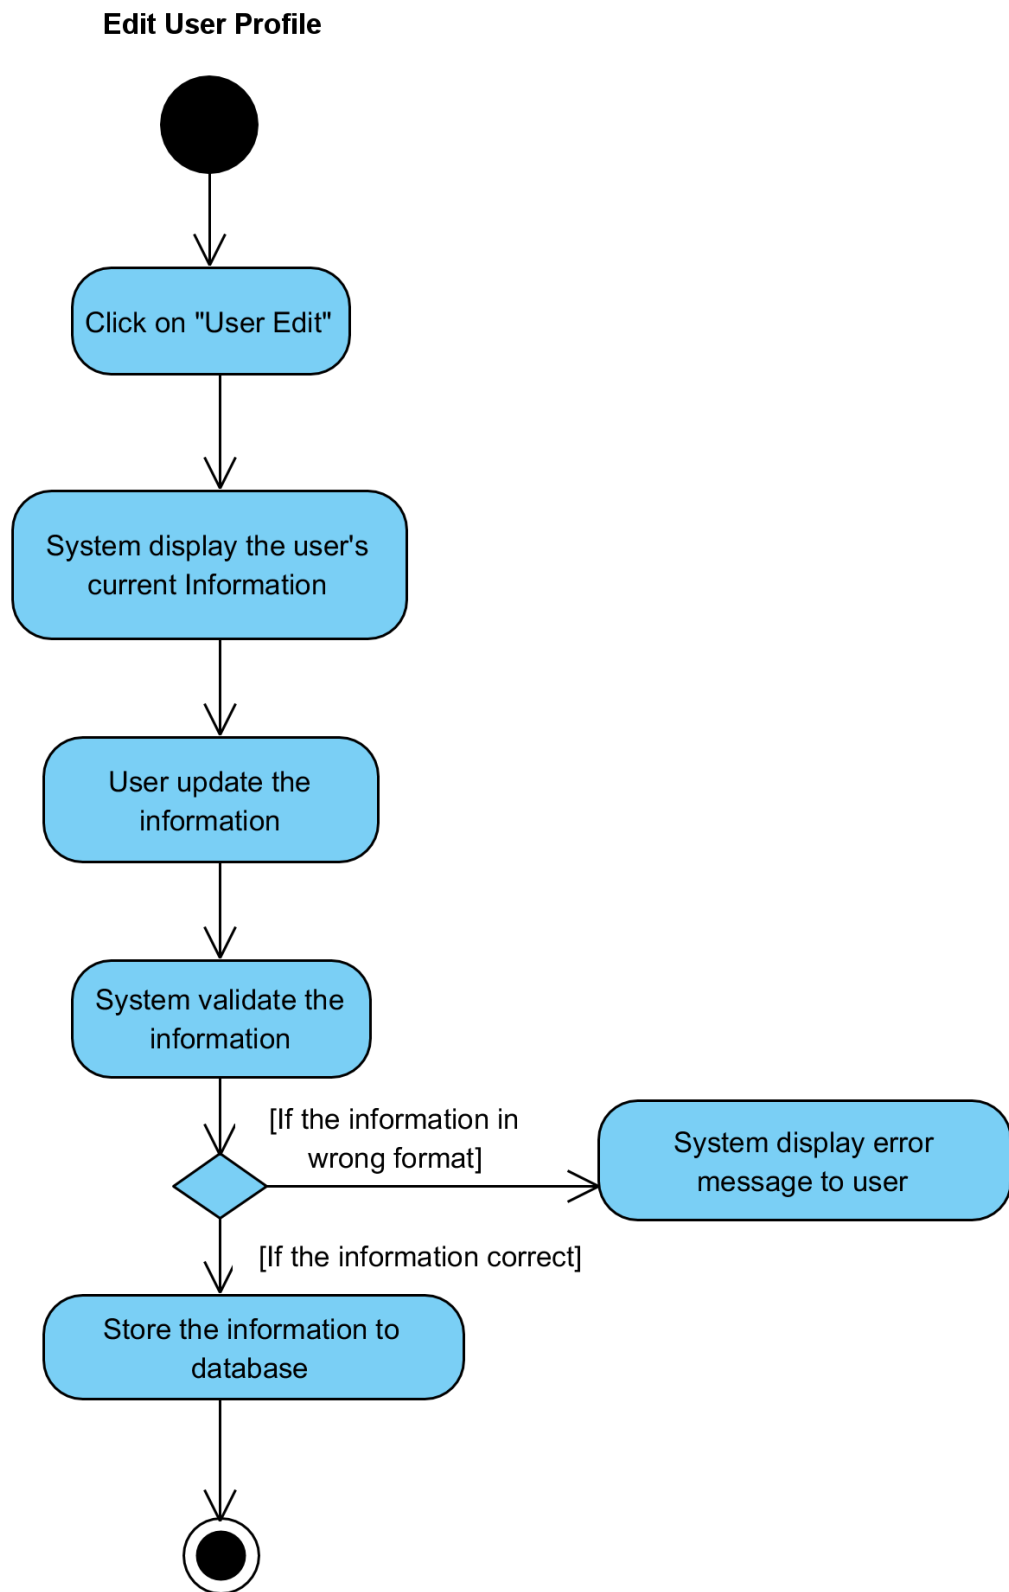 Edit User Profile
Click on "User Edit"
System display the user's
current Information
User update the
information
System validate the
information
[If the information in
wrong format]
System display error
message to user
[If the information correct]
Store the information to
database